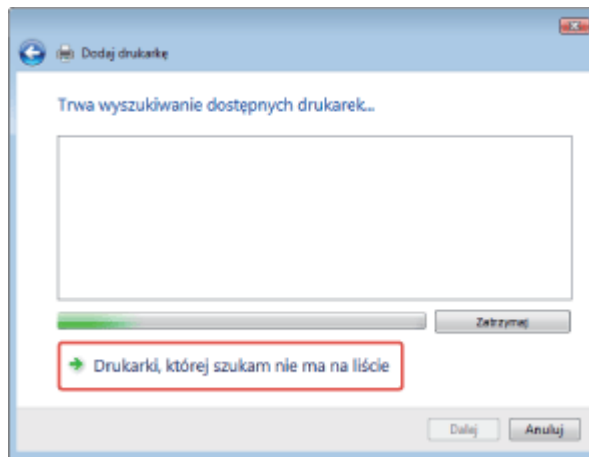 Dodaj drukarkę
Trwa wyszukiwanie dostępnych drukarek...
Zatrzymaj
Drukarki, której szukam nie ma na liście
Dalej
Anuluj